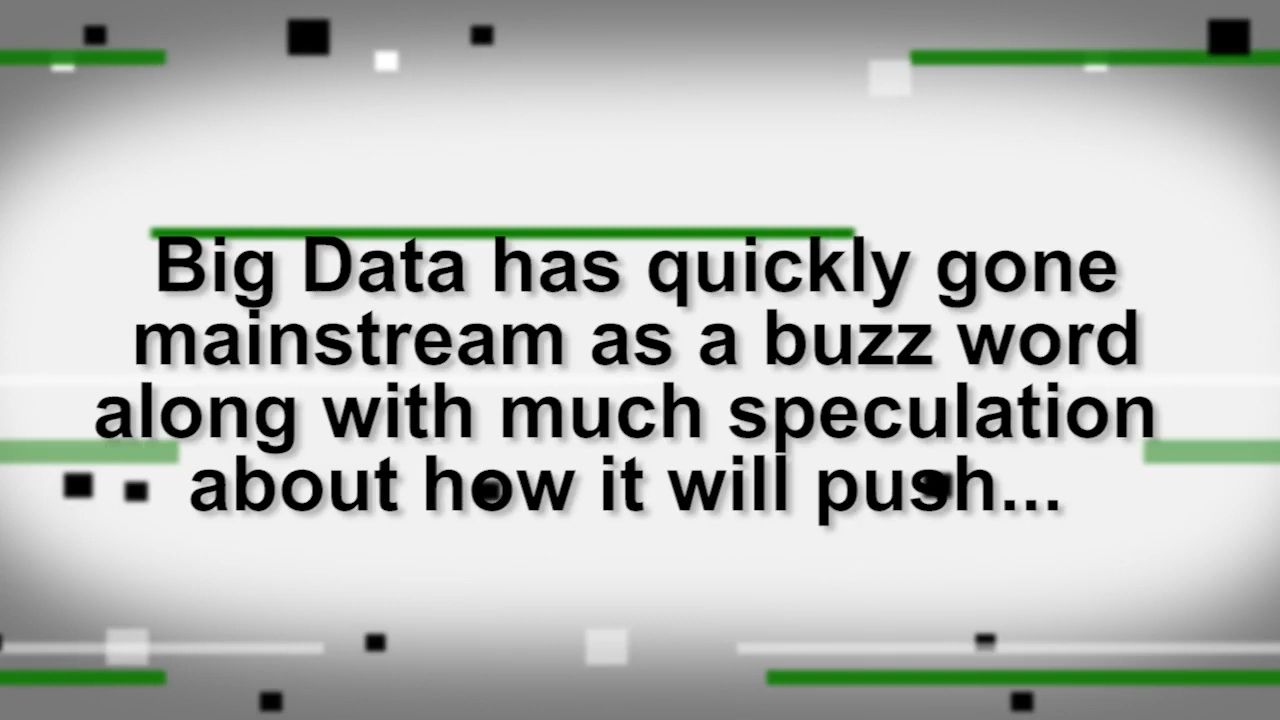 Big Data has quickly gone
mainstream as a buzz word
along with much speculation
about how it will push...